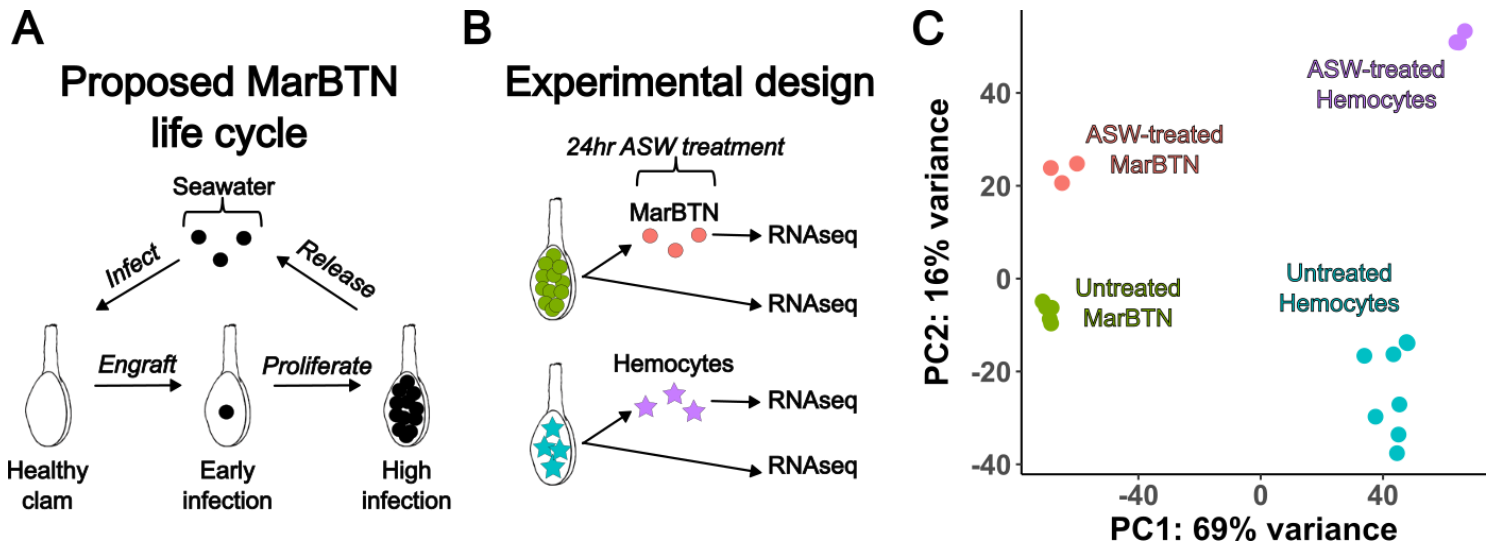 A
Proposed MarBTN
life cycle
Seawater
Infect
Release
Engraft
Proliferate
Healthy
clam
Early
infection
High
infection
B
Experimental design
24hr ASW treatment
MarBTN
RNAseq
RNAseq
Hemocytes
RNAseq
RNAseq
C
PC2: 16% variance
40
20
0
-20
-40
ASW-treated
Hemocytes
ASW-treated
MarBTN
Untreated
MarBTN
Untreated
Hemocytes
-40
0
40
PC1: 69% variance